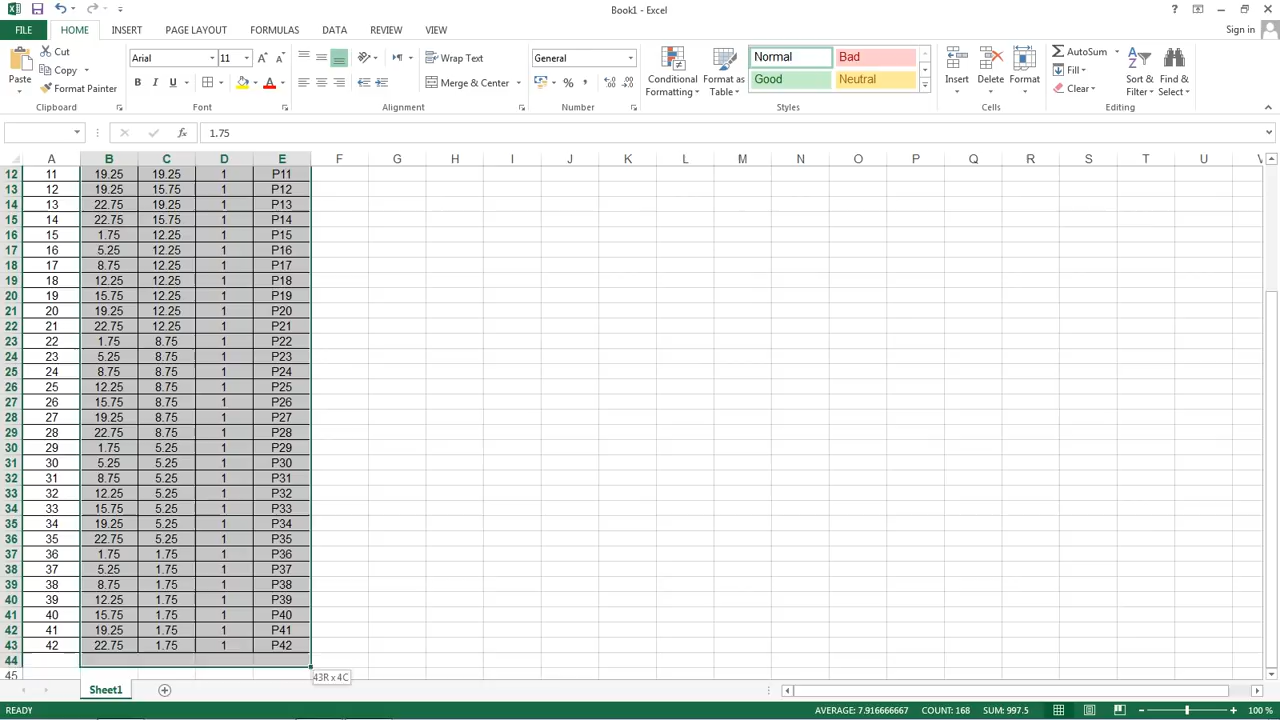 Book1 - Excel
FILE HOME INSERT PAGE LAYOUT FORMULAS DATA REVIEW VIEW Sign in
Paste Cut Copy Format Painter
Clipboard
Arial 11
B I U
Font
Wrap Text
Merge & Center
Alignment
General
Number
Conditional Formatting Format as Table
Normal Bad
Good Neutral
Styles
Insert Delete Format
Cells
AutoSum
Fill
Clear
Sort & Filter Find & Select
Editing
fx 1.75
A B C D E F G H I J K L M N O P Q R S T U V
12 11 19.25 19.25 1 P11
13 12 19.25 15.75 1 P12
14 13 22.75 19.25 1 P13
15 14 22.75 15.75 1 P14
16 15 1.75 12.25 1 P15
17 16 5.25 12.25 1 P16
18 17 8.75 12.25 1 P17
19 18 12.25 12.25 1 P18
20 19 15.75 12.25 1 P19
21 20 19.25 12.25 1 P20
22 21 22.75 12.25 1 P21
23 22 1.75 8.75 1 P22
24 23 5.25 8.75 1 P23
25 24 8.75 8.75 1 P24
26 25 12.25 8.75 1 P25
27 26 15.75 8.75 1 P26
28 27 19.25 8.75 1 P27
29 28 22.75 8.75 1 P28
30 29 1.75 5.25 1 P29
31 30 5.25 5.25 1 P30
32 31 8.75 5.25 1 P31
33 32 12.25 5.25 1 P32
34 33 15.75 5.25 1 P33
35 34 19.25 5.25 1 P34
36 35 22.75 5.25 1 P35
37 36 1.75 1.75 1 P36
38 37 5.25 1.75 1 P37
39 38 8.75 1.75 1 P38
40 39 12.25 1.75 1 P39
41 40 15.75 1.75 1 P40
42 41 19.25 1.75 1 P41
43 42 22.75 1.75 1 P42
44
45
43R x 4C
Sheet1
READY AVERAGE: 7.916666667 COUNT: 168 SUM: 997.5 100 %